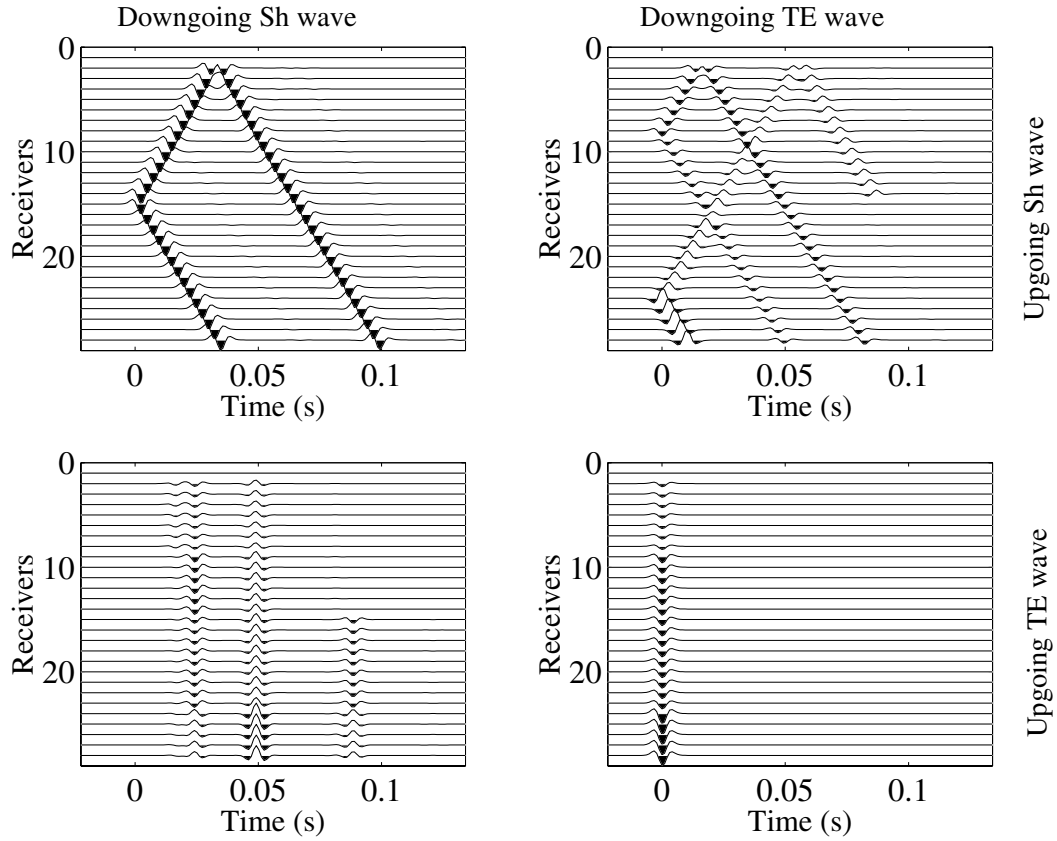 Downgoing Sh wave
Downgoing TE wave
0
10
20
Receivers
0 0.05 0.1
Time (s)
0
10
20
Receivers
0 0.05 0.1
Time (s)
Upgoing Sh wave
0
10
20
Receivers
0 0.05 0.1
Time (s)
0
10
20
Receivers
0 0.05 0.1
Time (s)
Upgoing TE wave